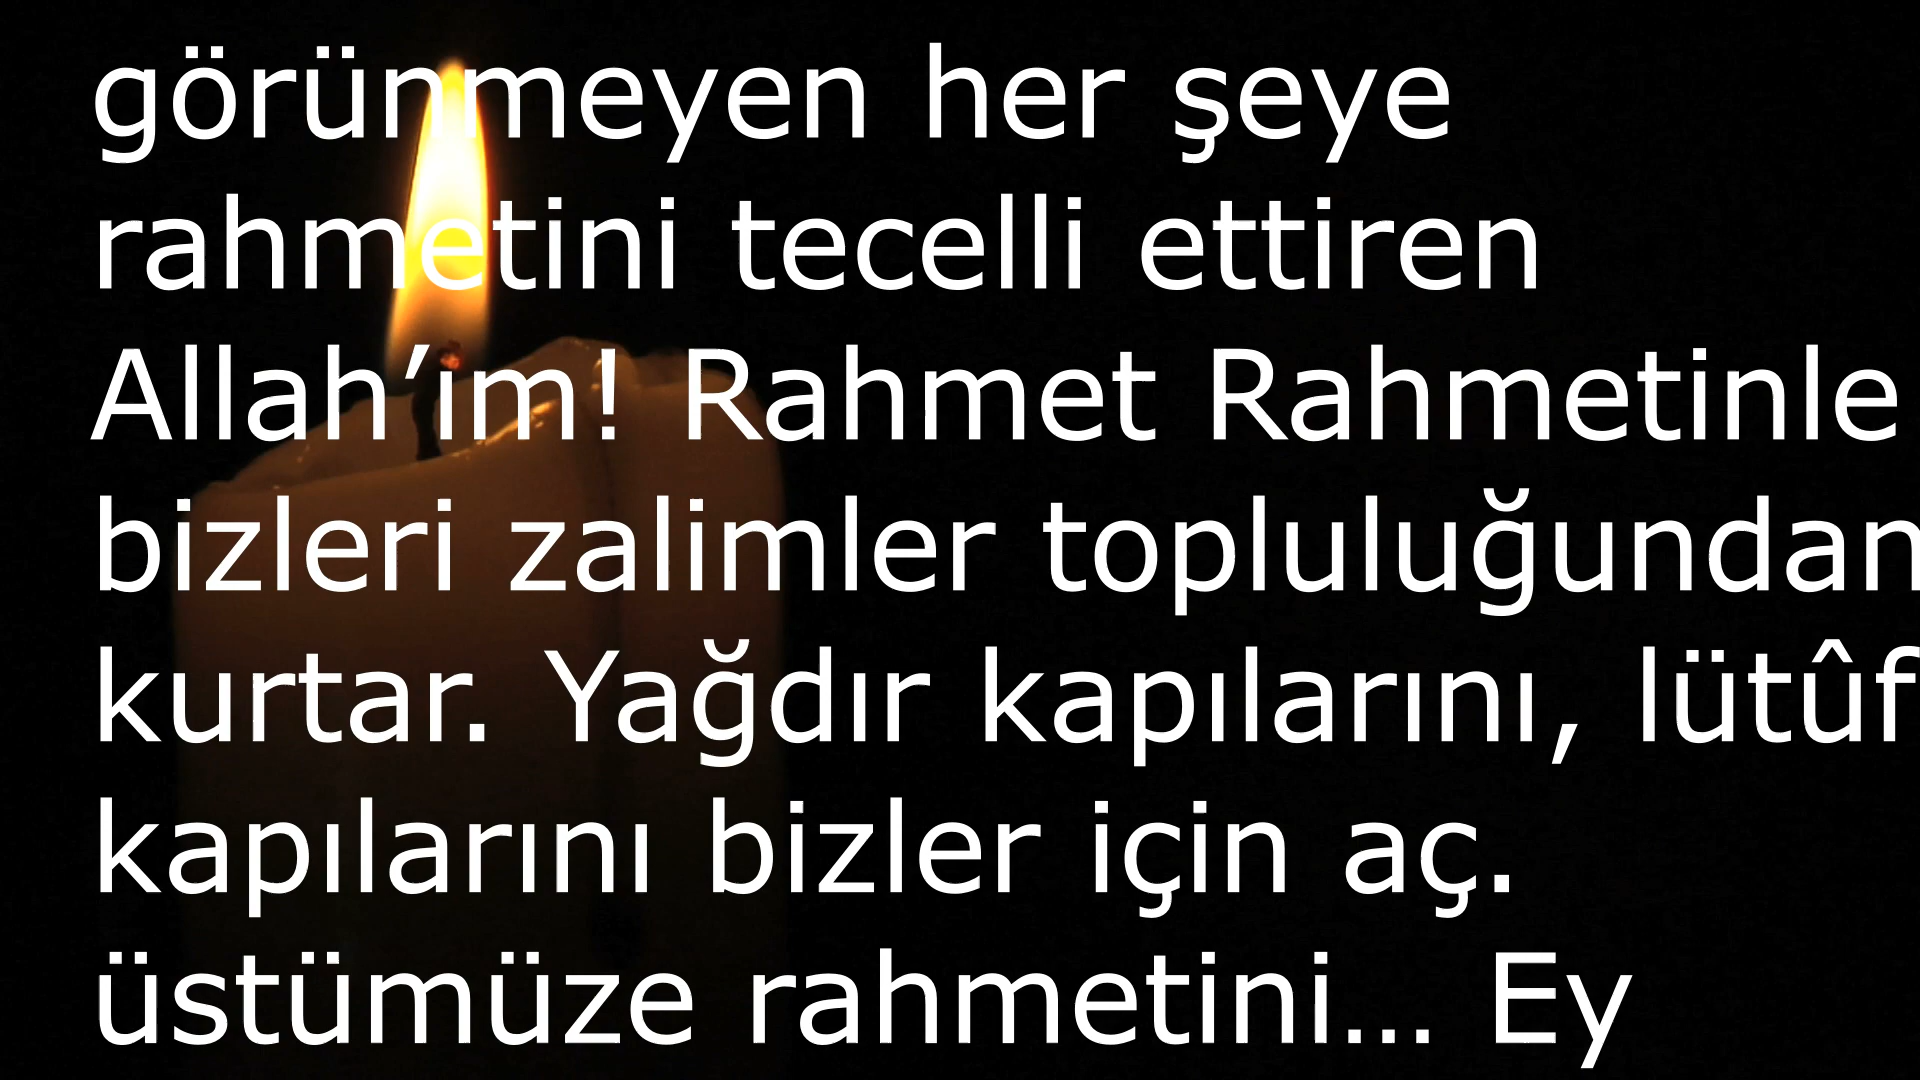 görünmeyen her şeye
rahmetini tecelli ettiren
Allah’ım! Rahmet Rahmetinle
bizleri zalimler topluluğundan
kurtar. Yağdır kapılarını, lütûf
kapılarını bizler için aç.
üstümüze rahmetini… Ey